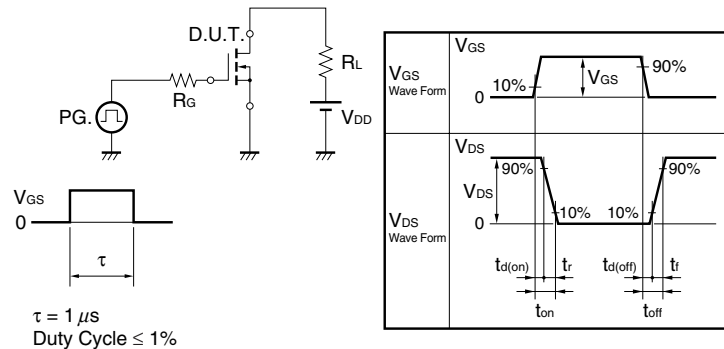 D.U.T.
RL
RG
PG.
VDD
VGS
0
τ
τ = 1 μs
Duty Cycle ≤ 1%
VGS
Wave Form
VGS
VGS
10%
90%
0
VDS
Wave Form
VDS
VDS
90%
90%
10%
10%
0
td(on)
tr
td(off)
tf
ton
toff